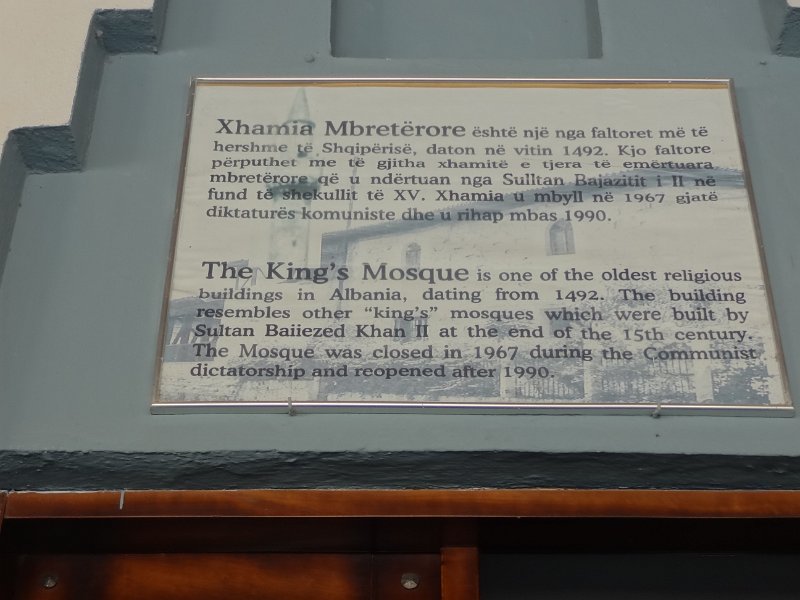 Xhamia Mbretërore është një nga faltoret më të
hershme të Shqipërisë, daton në vitin 1492. Kjo faltore
përputhet me të gjitha xhamitë e tjera të emërtuara
mbretërore që u ndërtuan nga Sulltan Bajazitit i II në
fund të shekullit të XV. Xhamia u mbyll në 1967 gjatë
diktaturës komuniste dhe u rihap mbas 1990.
The King's Mosque is one of the oldest religious
buildings in Albania, dating from 1492. The building
resembles other "king's" mosques which were built by
Sultan Baiiezed Khan II at the end of the 15th century.
The Mosque was closed in 1967 during the Communist
dictatorship and reopened after 1990.